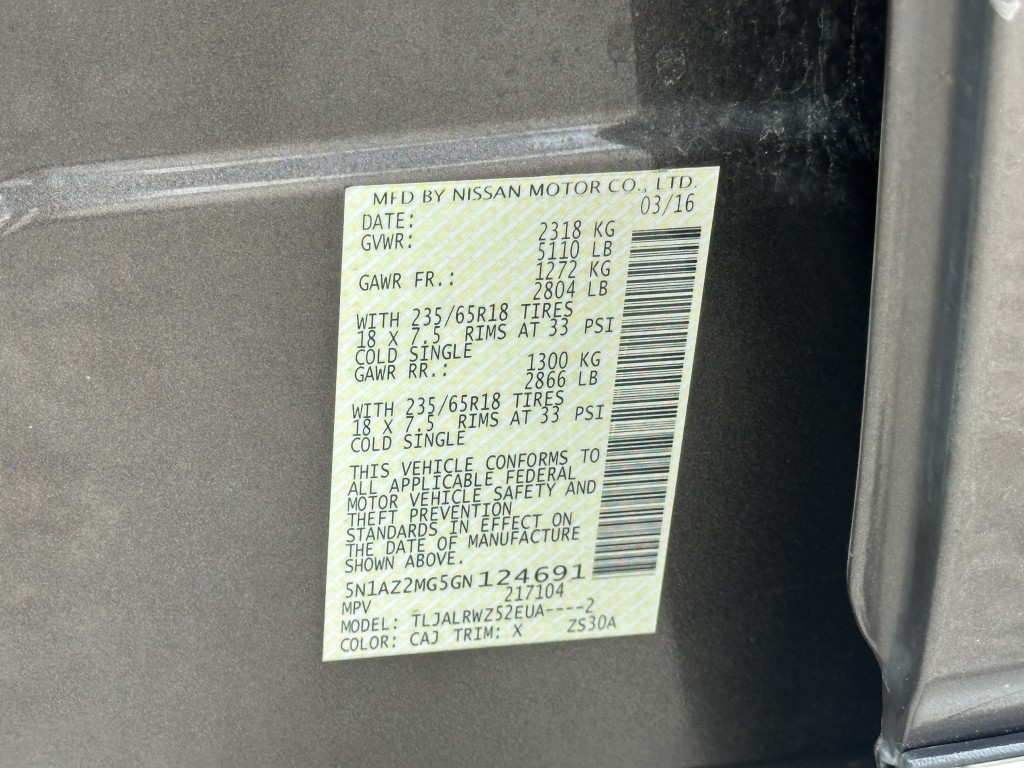 MFD BY NISSAN MOTOR CO., LTD.
DATE: 03/16
GVWR: 2318 KG
5110 LB
GAWR FR.: 1272 KG
2804 LB
WITH 235/65R18 TIRES
18 X 7.5 RIMS AT 33 PSI
COLD SINGLE
GAWR RR.: 1300 KG
2866 LB
WITH 235/65R18 TIRES
18 X 7.5 RIMS AT 33 PSI
COLD SINGLE
THIS VEHICLE CONFORMS TO
ALL APPLICABLE FEDERAL
MOTOR VEHICLE SAFETY AND
THEFT PREVENTION
STANDARDS IN EFFECT ON
THE DATE OF MANUFACTURE
SHOWN ABOVE.
5N1AZ2MG5GN124691
MPV 217104
MODEL: TLJALRWZ52EUA----2
COLOR: CAJ TRIM: X ZS30A